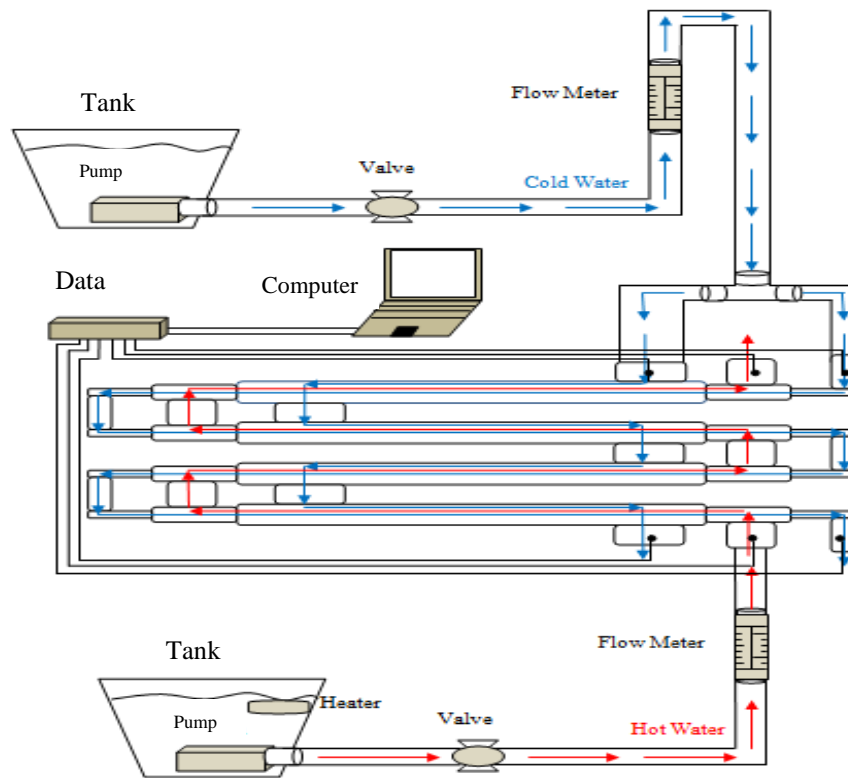 Flow Meter
Tank
Pump
Valve
Cold Water
Data
Computer
Flow Meter
Tank
Heater
Pump
Valve
Hot Water